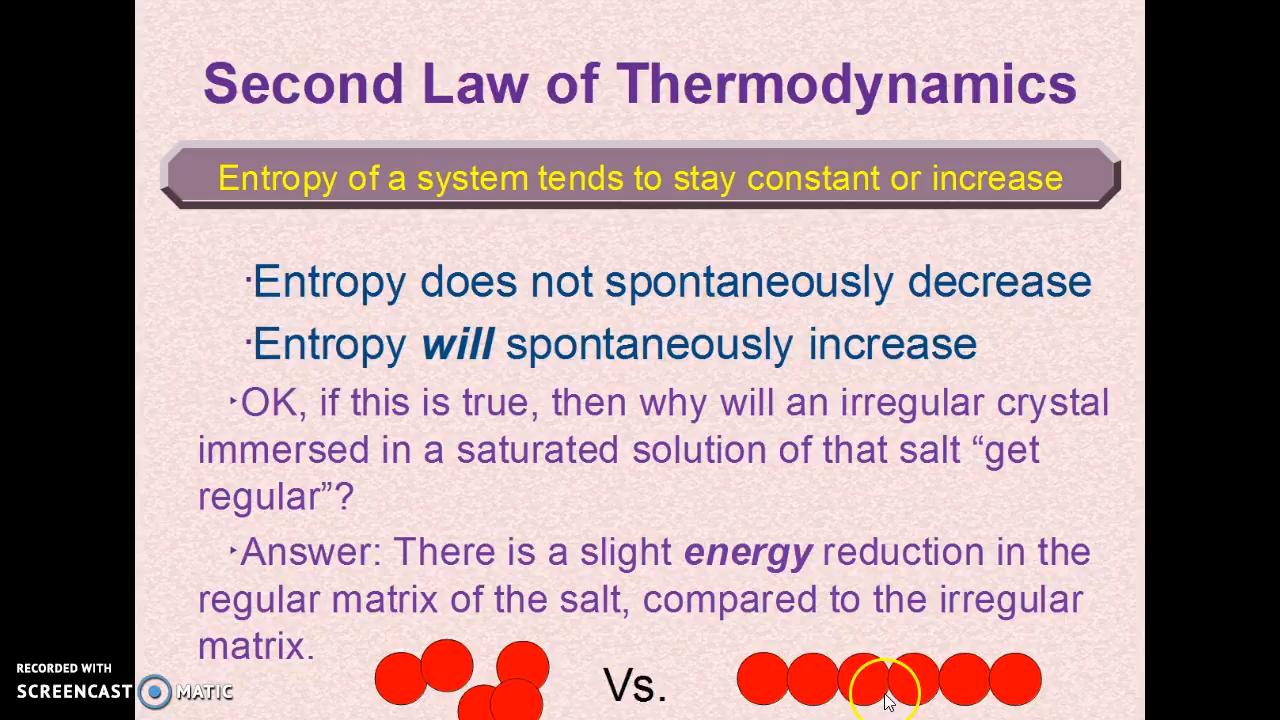 Second Law of Thermodynamics
Entropy of a system tends to stay constant or increase
·Entropy does not spontaneously decrease
·Entropy will spontaneously increase
‣OK, if this is true, then why will an irregular crystal
immersed in a saturated solution of that salt “get
regular”?
‣Answer: There is a slight energy reduction in the
regular matrix of the salt, compared to the irregular
matrix.
Vs.
RECORDED WITH
SCREENCAST MATIC